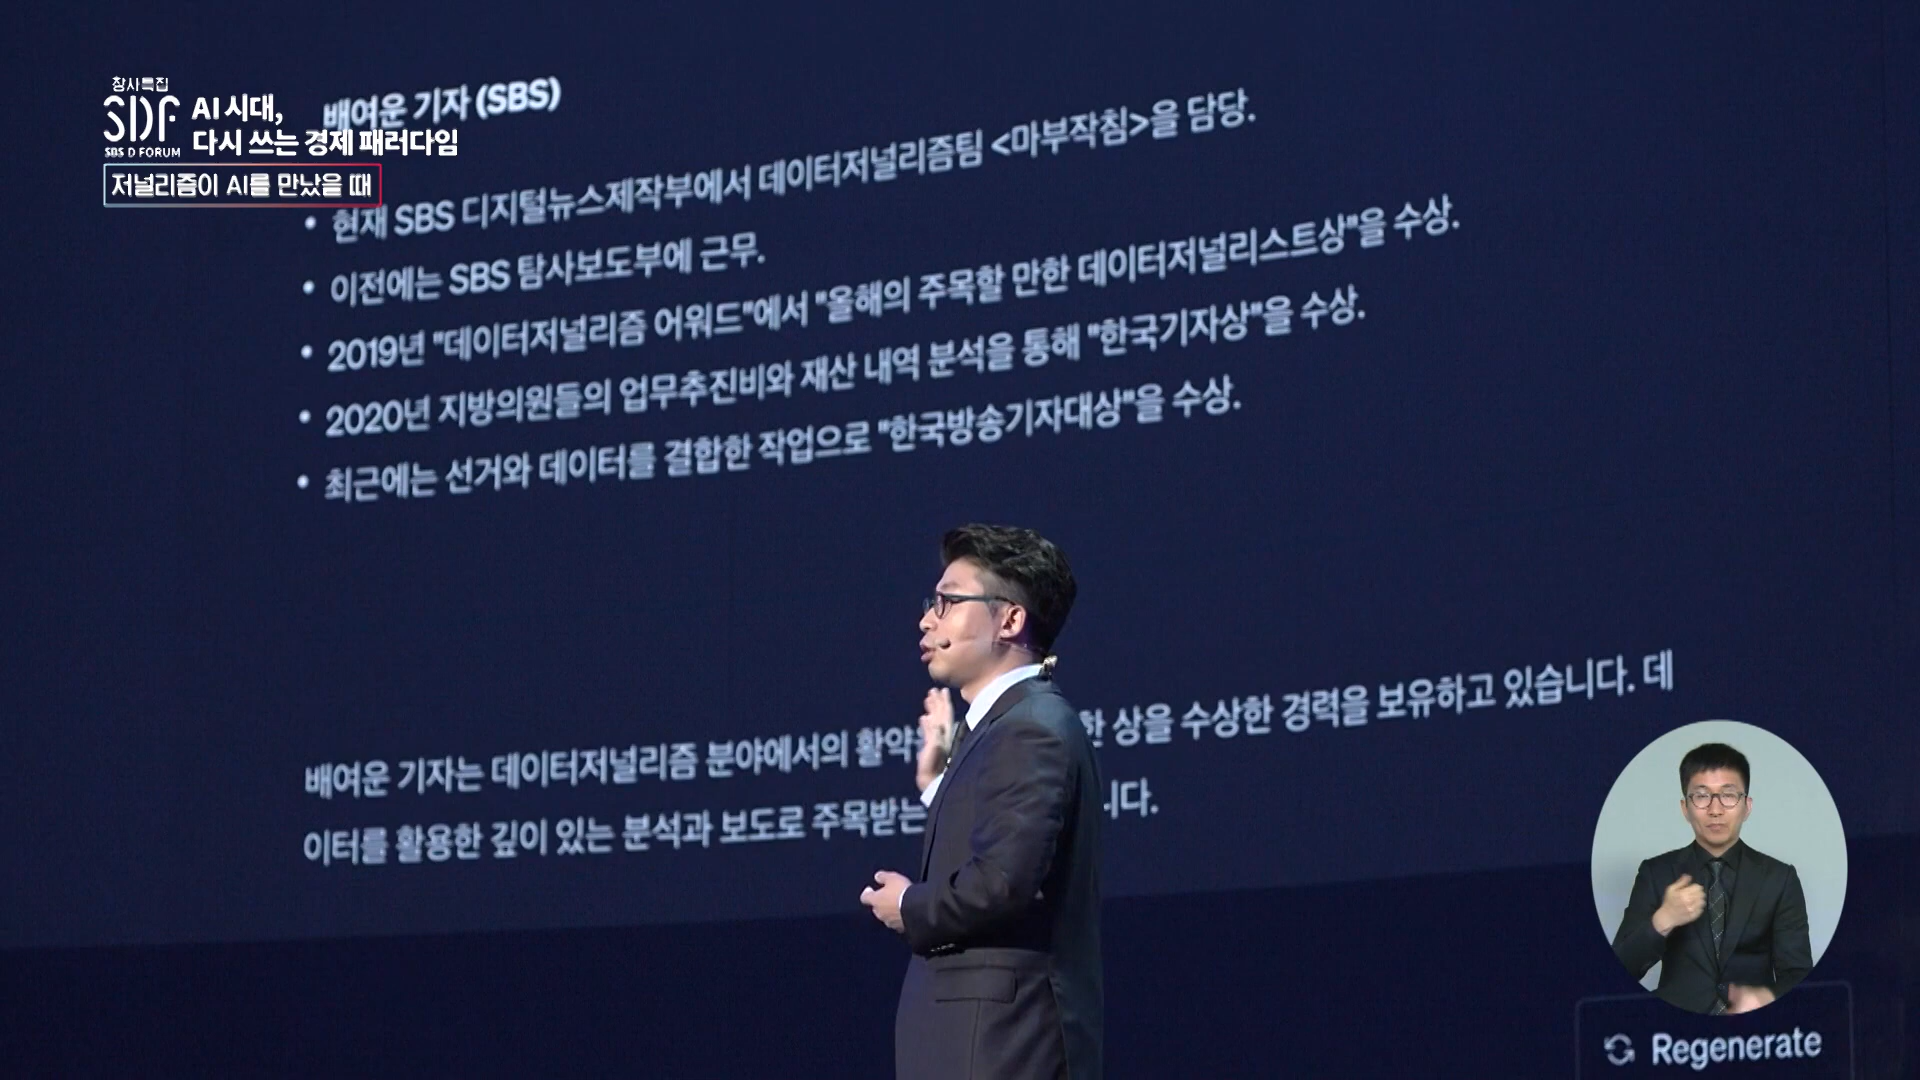 창사특집
SDF
SBS D FORUM
AI 시대,
다시 쓰는 경제 패러다임
저널리즘이 AI를 만났을 때
배여운 기자 (SBS)
• 현재 SBS 디지털뉴스제작부에서 데이터저널리즘팀 <마부작침>을 담당.
• 이전에는 SBS 탐사보도부에 근무.
• 2019년 "데이터저널리즘 어워드"에서 "올해의 주목할 만한 데이터저널리스트상"을 수상.
• 2020년 지방의원들의 업무추진비와 재산 내역 분석을 통해 "한국기자상"을 수상.
• 최근에는 선거와 데이터를 결합한 작업으로 "한국방송기자대상"을 수상.
배여운 기자는 데이터저널리즘 분야에서의 활약 상을 수상한 경력을 보유하고 있습니다. 데
이터를 활용한 깊이 있는 분석과 보도로 주목받는 니다.
Regenerate